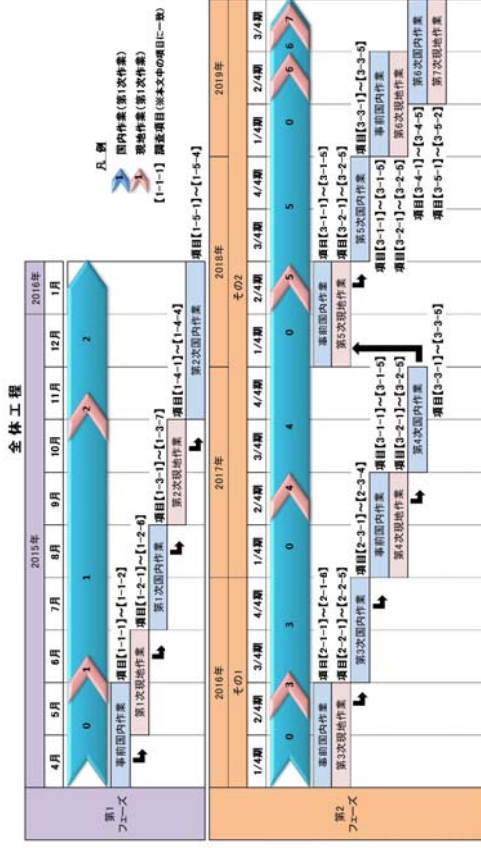 全体工程
凡例
1 国内作業(第1次作業)
1 現地作業(第1次作業)
[1-1-1] 調査項目(※本文中の項目に一致)
第1フェーズ
2015年 2016年
4月 5月 6月 7月 8月 9月 10月 11月 12月 1月
0 1 1 2 2
事前国内作業
項目【1-1-1】~【1-1-2】
第1次現地作業
項目【1-2-1】~【1-2-6】
第1次国内作業
項目【1-3-1】~【1-3-7】
第2次現地作業
項目【1-4-1】~【1-4-4】
第2次国内作業
項目【1-5-1】~【1-5-4】
第2フェーズ
2016年 2017年 2018年 2019年
その1 その2
1/4期 2/4期 3/4期 4/4期 1/4期 2/4期 3/4期 4/4期 1/4期 2/4期 3/4期 4/4期 1/4期 2/4期 3/4期
0 3 3 0 4 4 0 5 5 0 6 6 7
事前国内作業
項目【2-1-1】~【2-1-6】
第3次現地作業
項目【2-2-1】~【2-2-5】
第3次国内作業
項目【2-3-1】~【2-3-4】
事前国内作業
項目【3-1-1】~【3-1-5】
第4次現地作業
項目【3-2-1】~【3-2-5】
第4次国内作業
項目【3-3-1】~【3-3-5】
事前国内作業
項目【3-1-1】~【3-1-5】
第5次現地作業
項目【3-2-1】~【3-2-5】
第5次国内作業
項目【3-3-1】~【3-3-5】
事前国内作業
項目【3-1-1】~【3-1-5】
第6次現地作業
項目【3-2-1】~【3-2-5】
第6次国内作業
項目【3-4-1】~【3-4-5】
第7次現地作業
項目【3-5-1】~【3-5-2】